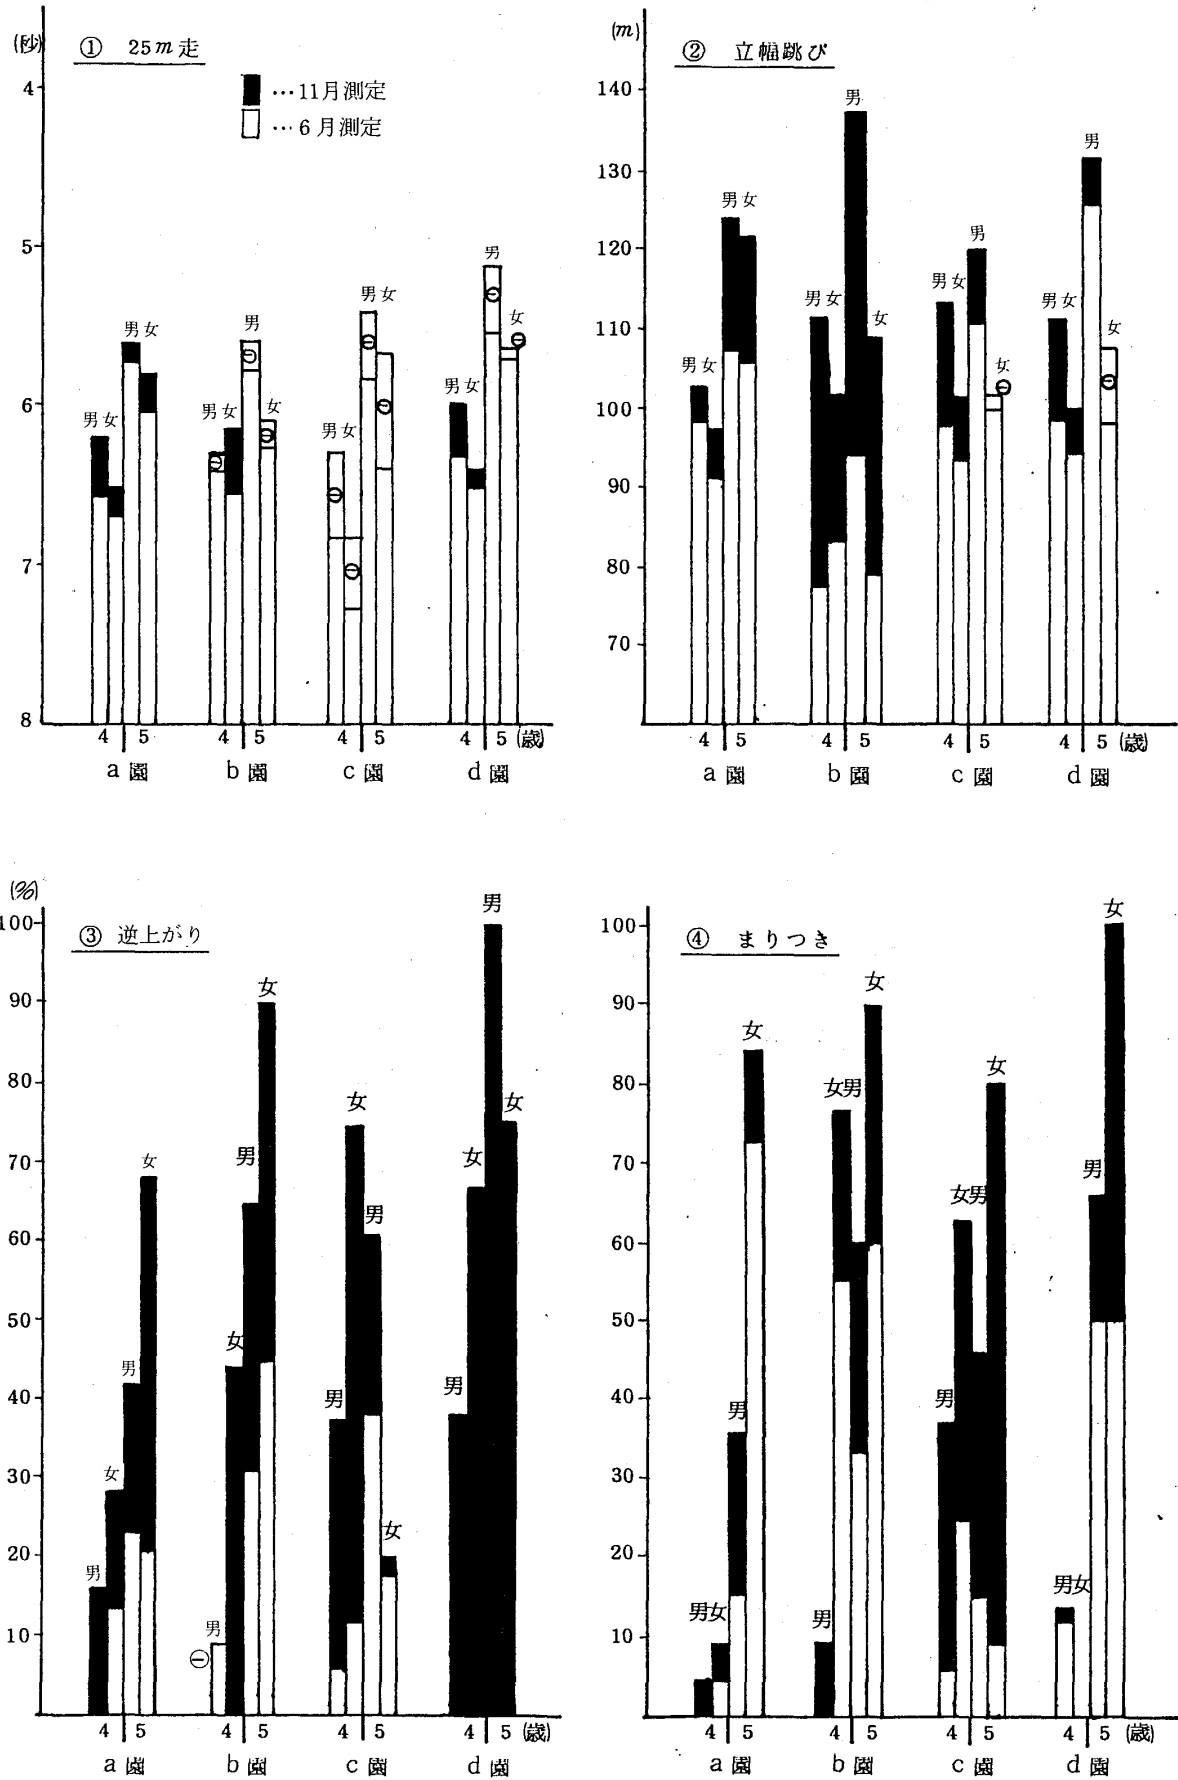 (秒)
① 25m走
…11月測定
…6月測定
4
5
6
7
8
男女
男女
男女
男
女
男女
男女
男女
男
女
4 5
4 5
4 5
4 5 (歳)
a園
b園
c園
d園
(m)
② 立幅跳び
140
130
120
110
100
90
80
70
男女
男女
男女
男
女
男女
男
女
男女
男
女
4 5
4 5
4 5
4 5 (歳)
a園
b園
c園
d園
(%)
③ 逆上がり
100
90
80
70
60
50
40
30
20
10
男
女
男
女
男
女
男
女
男
女
男
女
男
女
男
女
4 5
4 5
4 5
4 5 (歳)
a園
b園
c園
d園
④ まりつき
100
90
80
70
60
50
40
30
20
10
男女
男
女
男
女男
女
男
女男
女
男女
男
女
4 5
4 5
4 5
4 5 (歳)
a園
b園
c園
d園